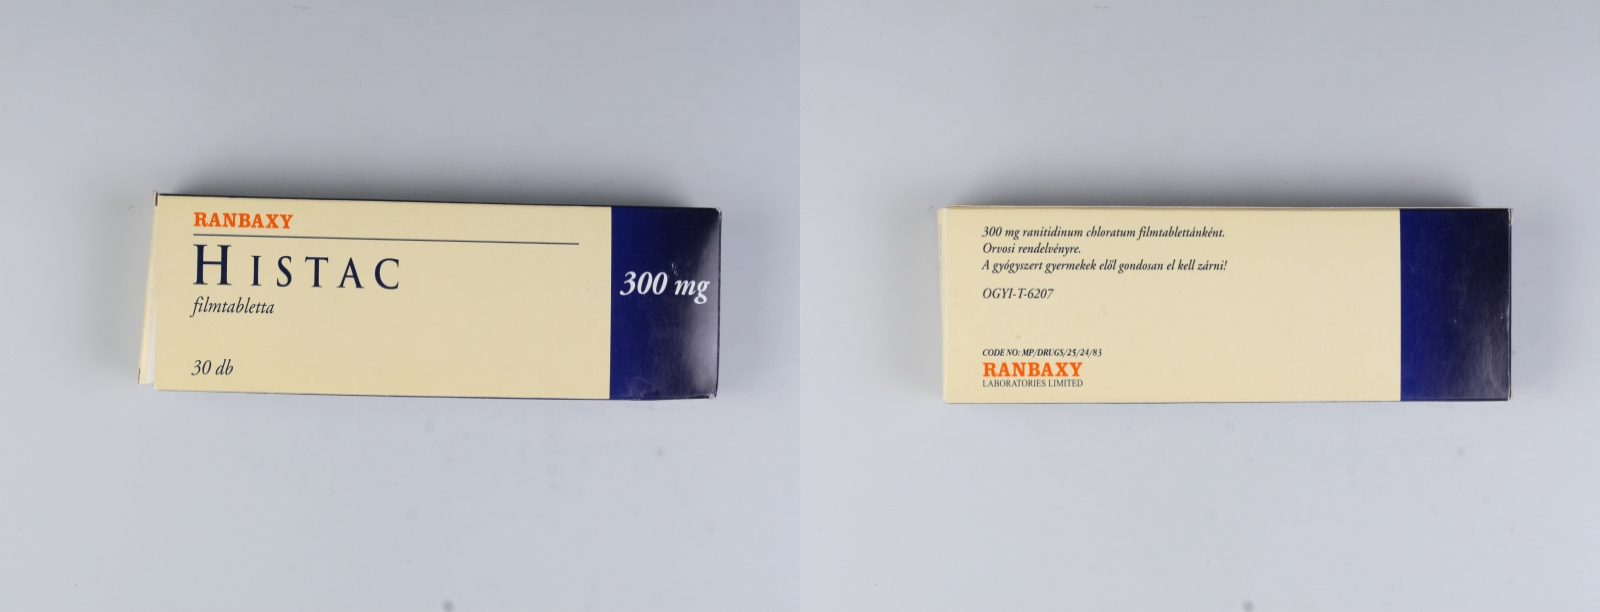 RANBAXY
HISTAC
filmtabletta
30 db
300 mg
300 mg ranitidinum chloratum filmtablettánként.
Orvosi rendelvényre.
A gyógyszert gyermekek elől gondosan el kell zárni!
OGYI-T-6207
CODE NO: MP/DRUGS/25/24/83
RANBAXY
LABORATORIES LIMITED